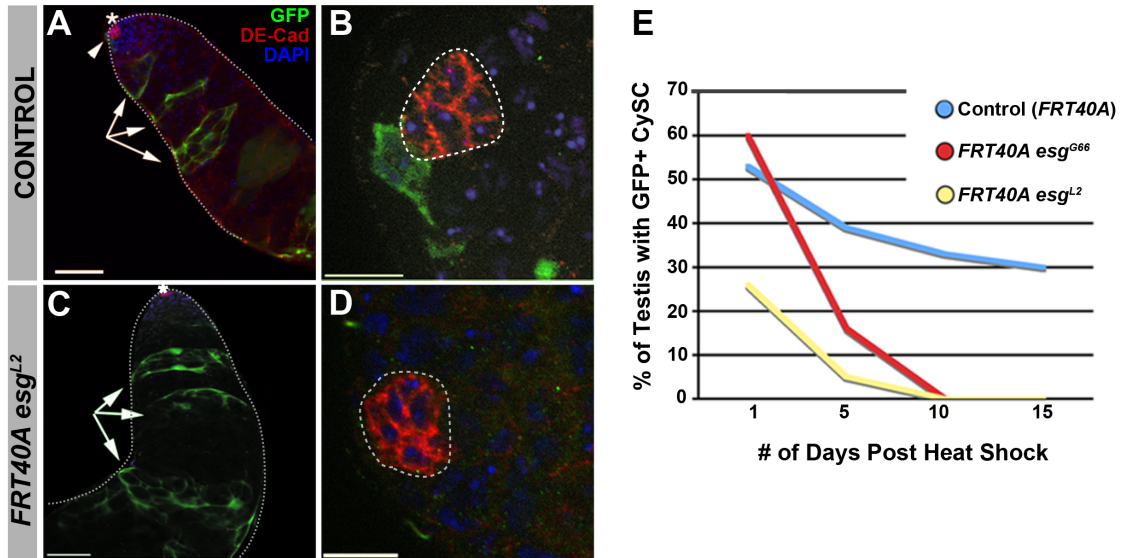 CONTROL
A
*
GFP
DE-Cad
DAPI
B
FRT40A esgL2
C
*
D
E
% of Testis with GFP+ CySC
70
60
50
40
30
20
10
0
1 5 10 15
# of Days Post Heat Shock
Control (FRT40A)
FRT40A esgG66
FRT40A esgL2